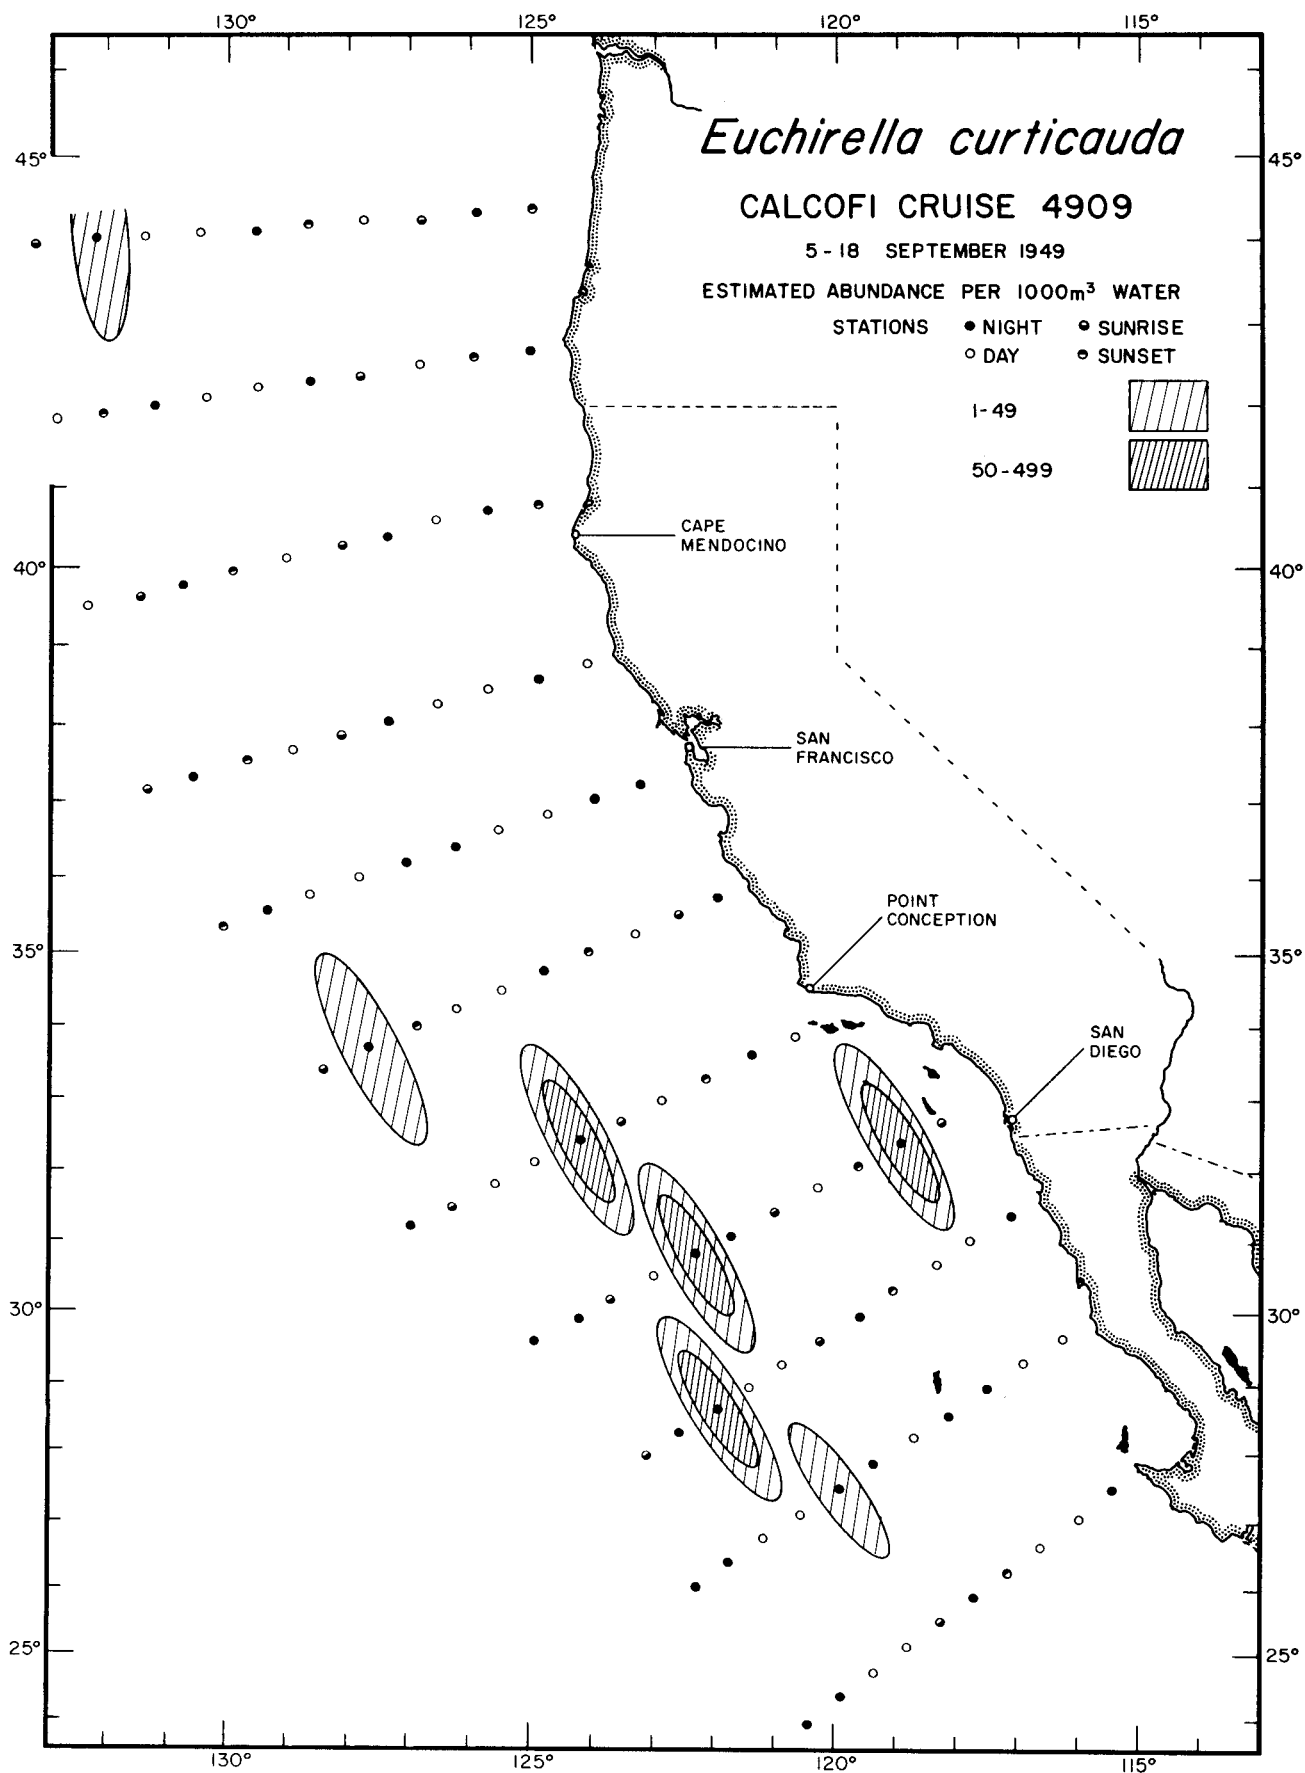 130° 125° 120° 115°
Euchirella curticauda
45° 45°
CALCOFI CRUISE 4909
5-18 SEPTEMBER 1949
ESTIMATED ABUNDANCE PER 1000m³ WATER
STATIONS ● NIGHT ◓ SUNRISE
○ DAY ◒ SUNSET
1-49
50-499
CAPE
MENDOCINO
40° 40°
SAN
FRANCISCO
POINT
CONCEPTION
35° 35°
SAN
DIEGO
30° 30°
25° 25°
130° 125° 120° 115°